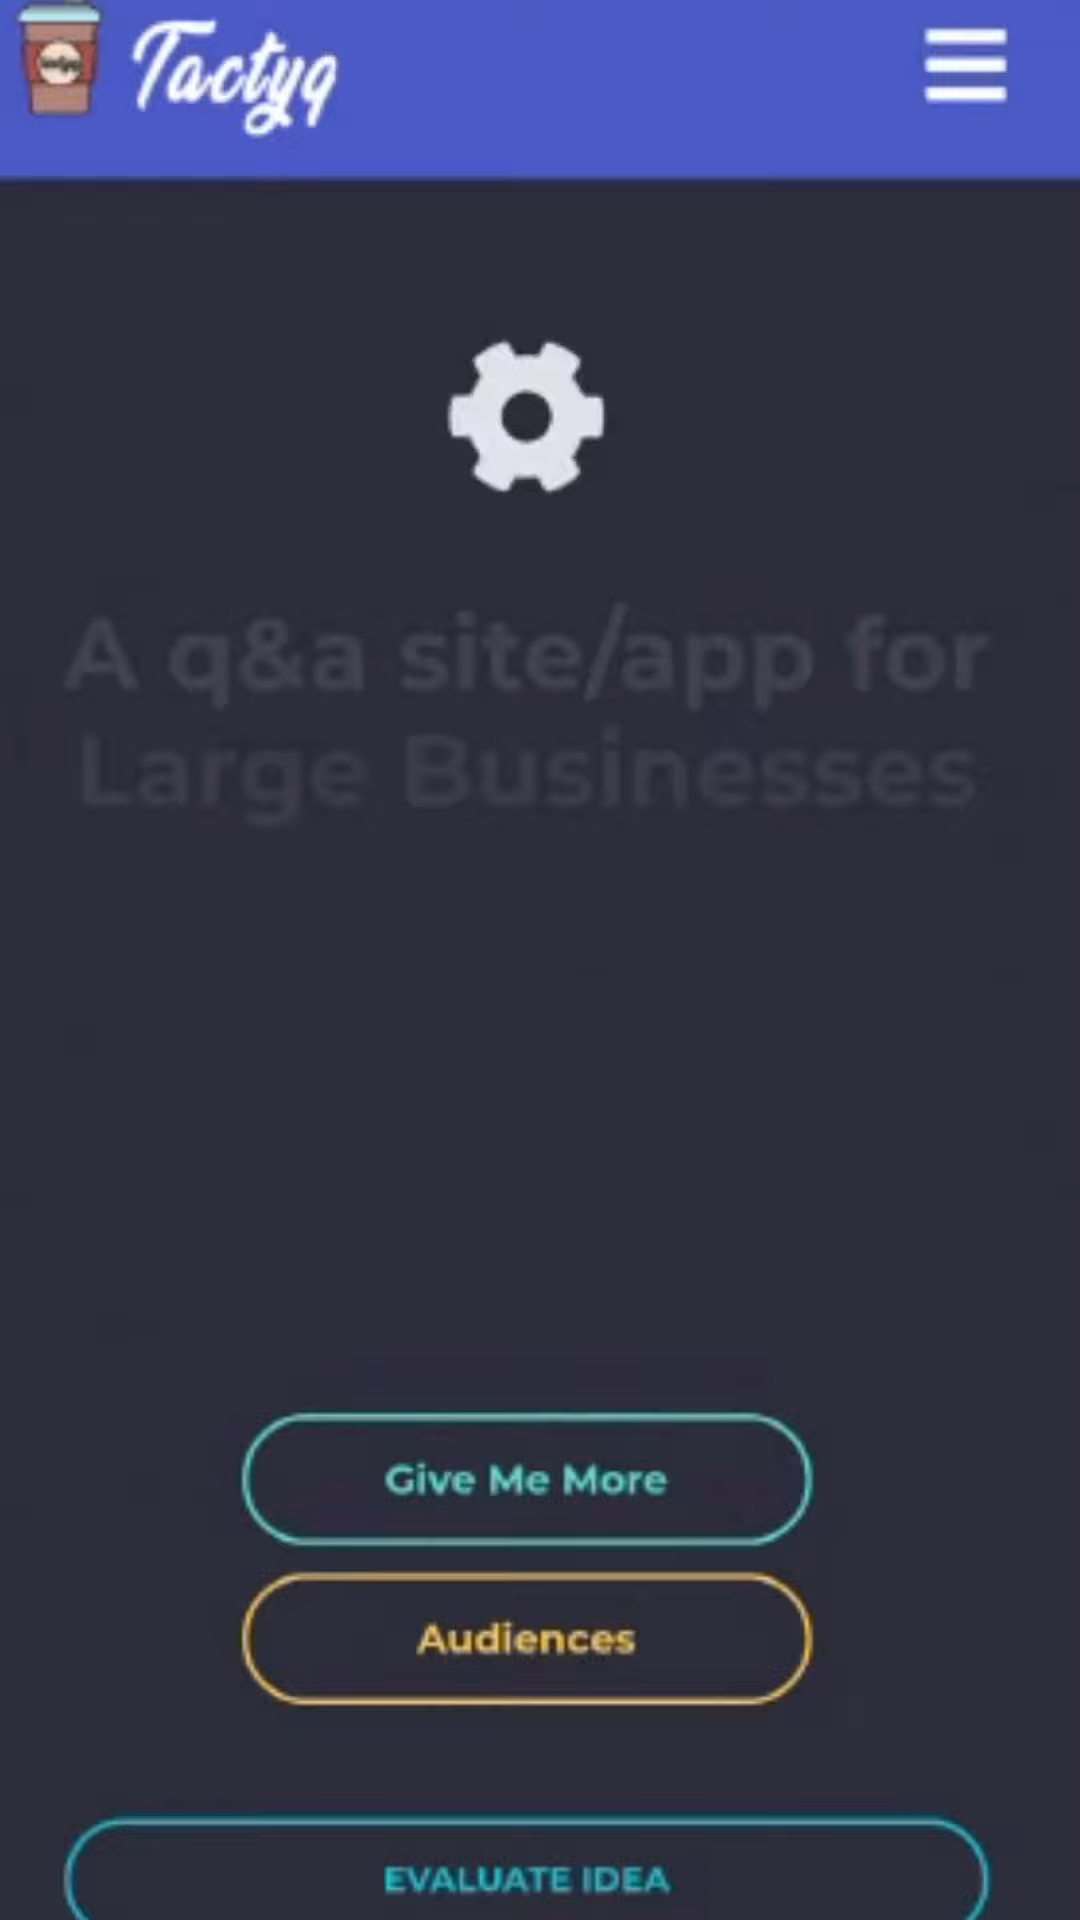 Tactyq
A q&a site/app for
Large Businesses
Give Me More
Audiences
EVALUATE IDEA